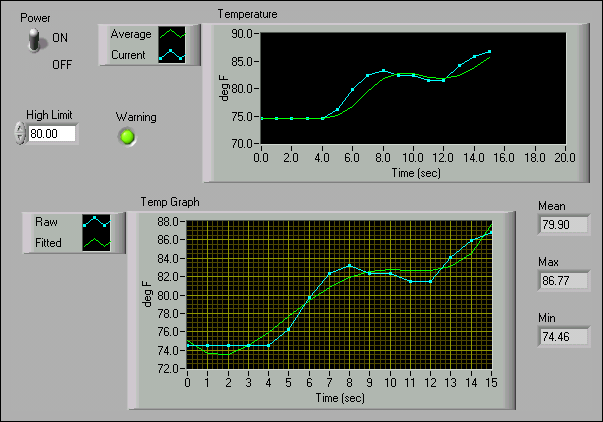 Power
ON
OFF
Average
Current
Temperature
90.0
85.0
80.0
75.0
70.0
deg F
0.0 2.0 4.0 6.0 8.0 10.0 12.0 14.0 16.0 18.0 20.0
Time (sec)
High Limit
80.00
Warning
Raw
Fitted
Temp Graph
88.0
86.0
84.0
82.0
80.0
78.0
76.0
74.0
72.0
deg F
0 1 2 3 4 5 6 7 8 9 10 11 12 13 14 15
Time (sec)
Mean
79.90
Max
86.77
Min
74.46